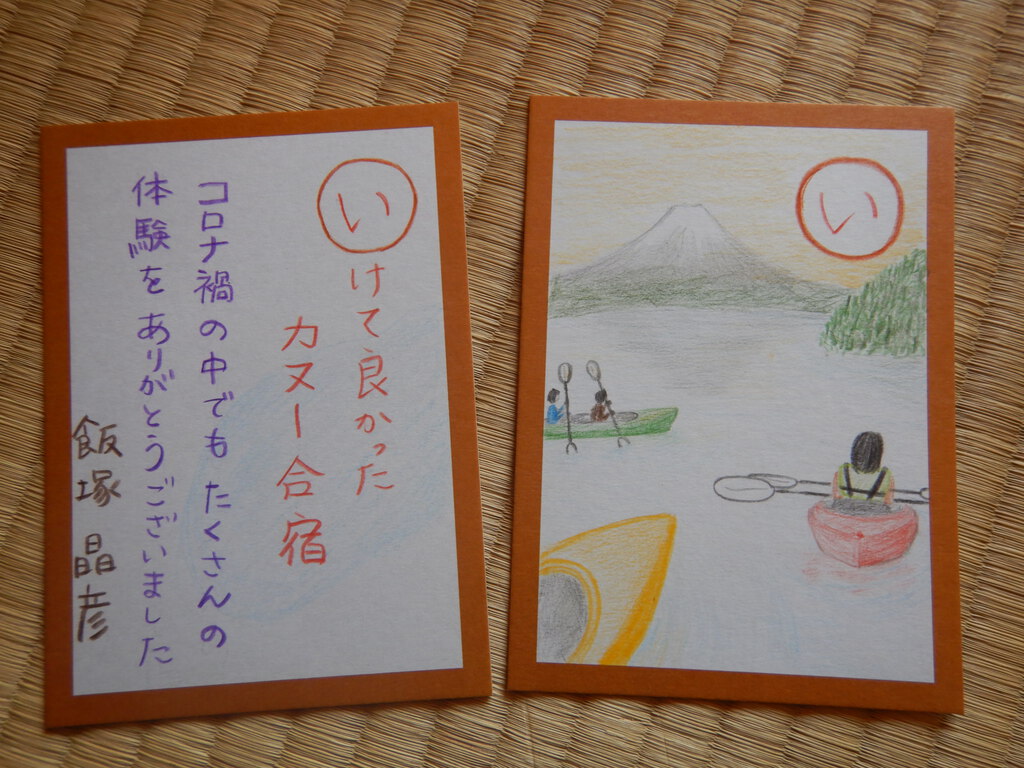 いけて良かった
カヌー合宿
コロナ禍の中でも たくさんの
体験をありがとうございました
飯塚 晶彦
い